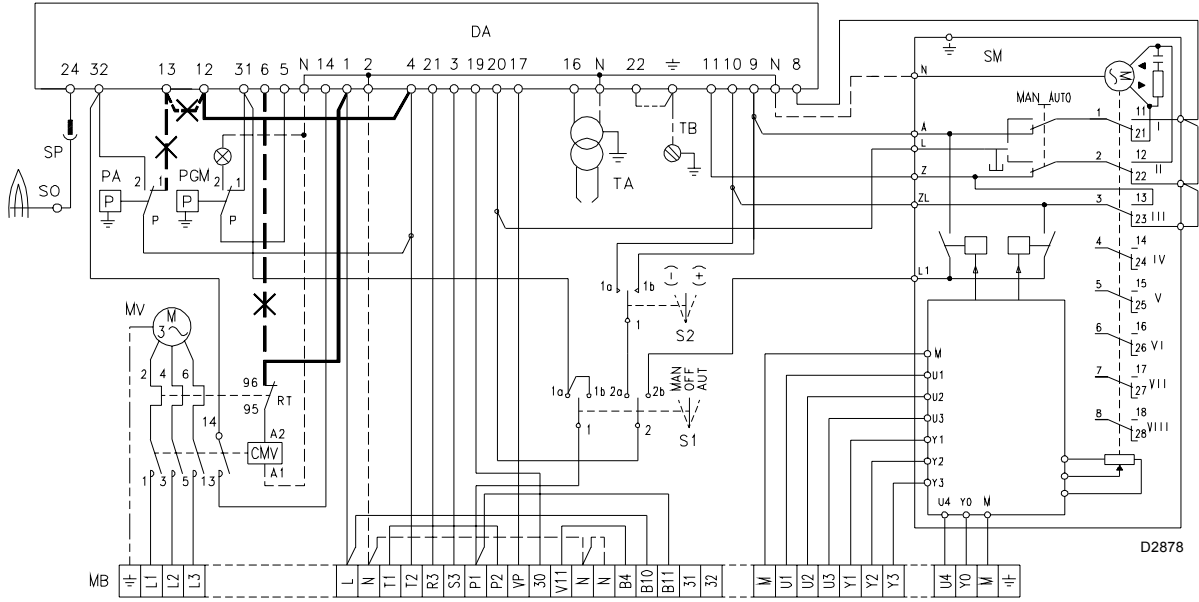 DA
24 32 13 12 31 6 5 N 14 1 2 4 21 3 19 20 17 16 N 22 11 10 9 N 8
SM
N
M
MAN AUTO
A
L
Z
ZL
L1
1 11 21 I
2 12 22 II
3 13 23 III
4 14 24 IV
5 15 25 V
6 16 26 VI
7 17 27 VII
8 18 28 VIII
SP
SO
PA
2 1
P
P
PGM
2 1
P
P
TA
TB
1a 1b
(−) (+)
1
S2
MV
M
3
2 4 6
14
96
RT
95
A2
CMV
A1
1 3 5 13
1a 1b 2a 2b
MAN
OFF
AUT
1 2
S1
M
U1
U2
U3
Y1
Y2
Y3
U4 Y0 M
D2878
MB L1 L2 L3 L N T1 T2 R3 S3 P1 P2 VP 30 V11 N N B4 B10 B11 31 32 M U1 U2 U3 Y1 Y2 Y3 U4 Y0 M